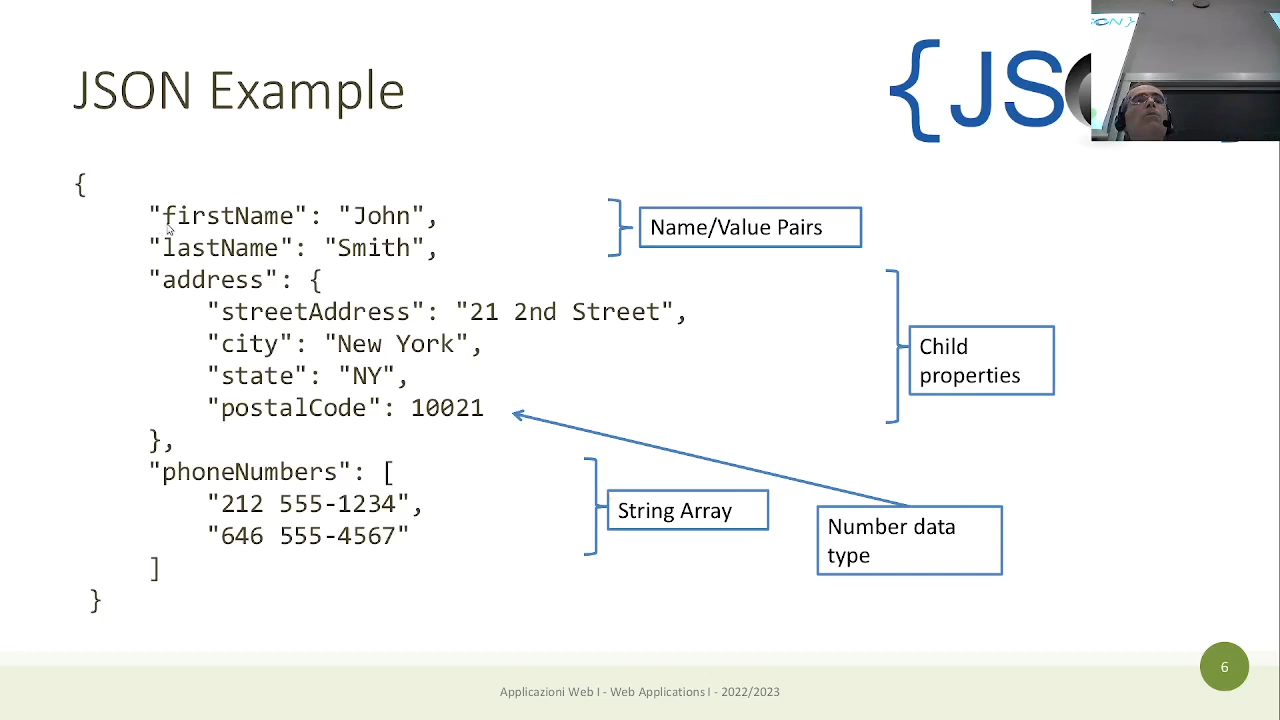 JSON Example
{JS
{
"firstName": "John",
"lastName": "Smith",
"address": {
"streetAddress": "21 2nd Street",
"city": "New York",
"state": "NY",
"postalCode": 10021
},
"phoneNumbers": [
"212 555-1234",
"646 555-4567"
]
}
Name/Value Pairs
Child
properties
String Array
Number data
type
Applicazioni Web I - Web Applications I - 2022/2023
6